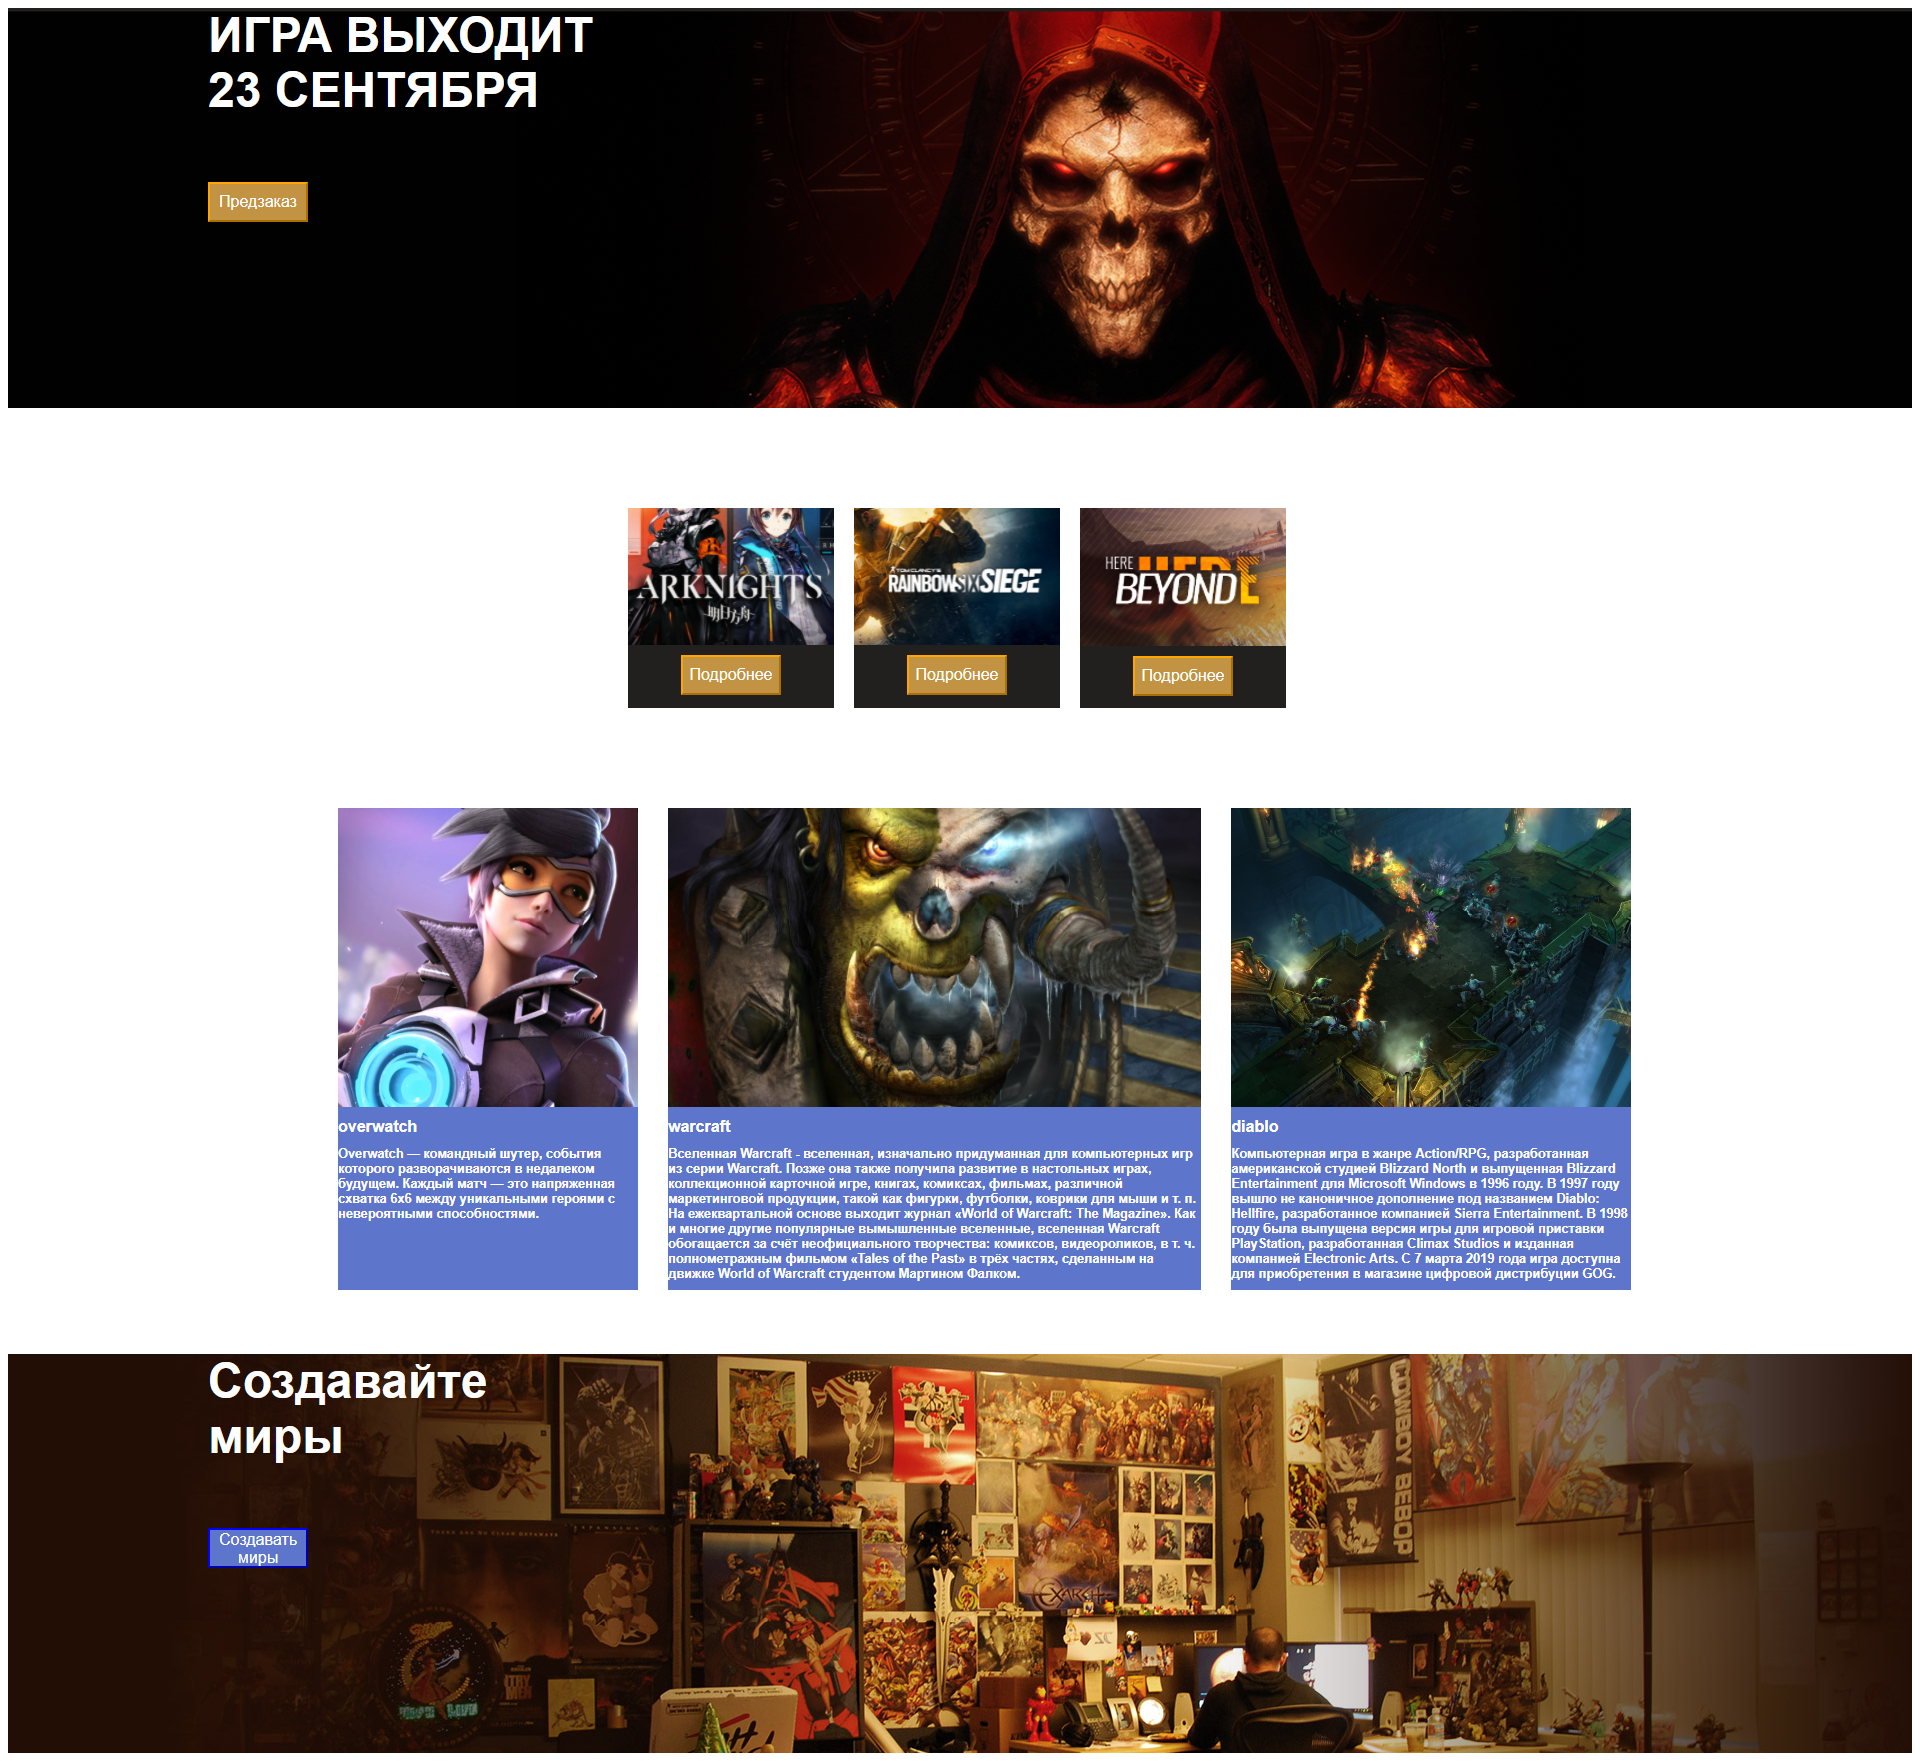 ИГРА ВЫХОДИТ
23 СЕНТЯБРЯ
Предзаказ
ARKNIGHTS
明日方舟
TOM CLANCY'S
RAINBOWSIX SIEGE
HERE
BEYOND
Подробнее
Подробнее
Подробнее
overwatch
Overwatch — командный шутер, события
которого разворачиваются в недалеком
будущем. Каждый матч — это напряженная
схватка 6х6 между уникальными героями с
невероятными способностями.
warcraft
Вселенная Warcraft - вселенная, изначально придуманная для компьютерных игр
из серии Warcraft. Позже она также получила развитие в настольных играх,
коллекционной карточной игре, книгах, комиксах, фильмах, различной
маркетинговой продукции, такой как фигурки, футболки, коврики для мыши и т. п.
На ежеквартальной основе выходит журнал «World of Warcraft: The Magazine». Как
и многие другие популярные вымышленные вселенные, вселенная Warcraft
обогащается за счёт неофициального творчества: комиксов, видеороликов, в т. ч.
полнометражным фильмом «Tales of the Past» в трёх частях, сделанным на
движке World of Warcraft студентом Мартином Фалком.
diablo
Компьютерная игра в жанре Action/RPG, разработанная
американской студией Blizzard North и выпущенная Blizzard
Entertainment для Microsoft Windows в 1996 году. В 1997 году
вышло не каноничное дополнение под названием Diablo:
Hellfire, разработанное компанией Sierra Entertainment. В 1998
году была выпущена версия игры для игровой приставки
PlayStation, разработанная Climax Studios и изданная
компанией Electronic Arts. С 7 марта 2019 года игра доступна
для приобретения в магазине цифровой дистрибуции GOG.
Создавайте
миры
Создавать
миры
COWBOY BEBOP
EXARCH